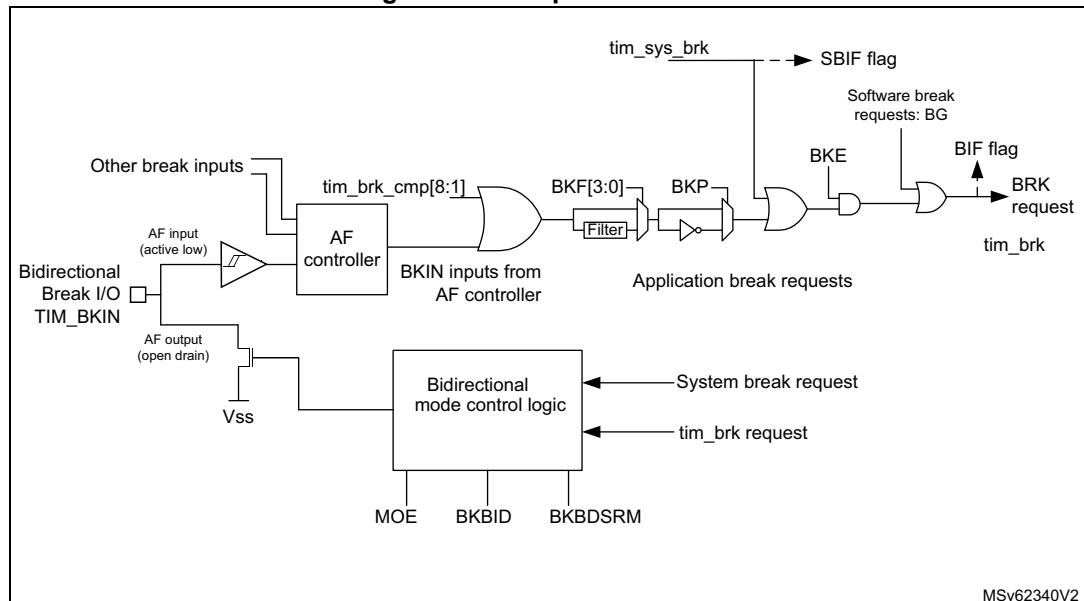 tim_sys_brk
SBIF flag
Software break
requests: BG
Other break inputs
BKE
BIF flag
tim_brk_cmp[8:1]
BKF[3:0]
BKP
BRK
request
Filter
AF input
(active low)
AF
controller
tim_brk
BKIN inputs from
AF controller
Application break requests
Bidirectional
Break I/O
TIM_BKIN
AF output
(open drain)
Vss
Bidirectional
mode control logic
System break request
tim_brk request
MOE
BKBID
BKBDSRM
MSv62340V2